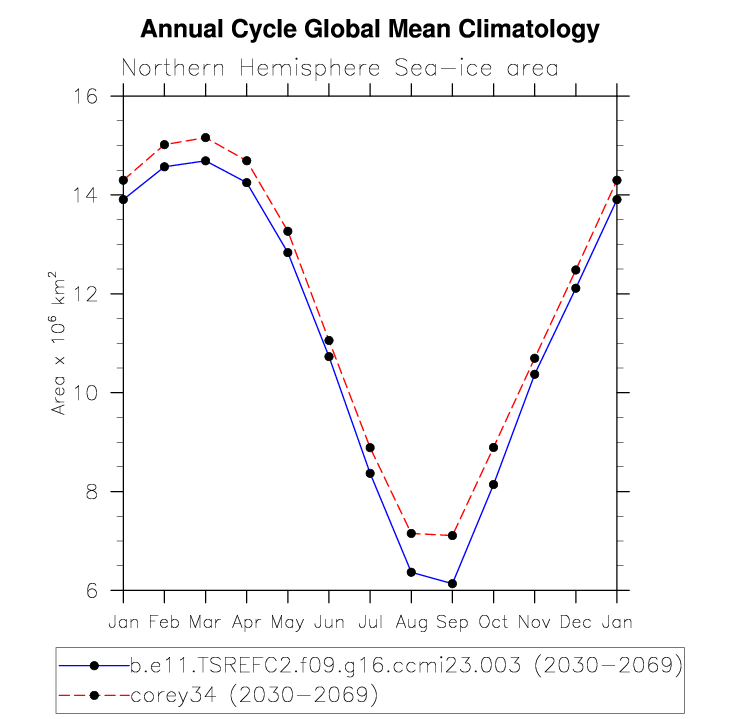 Annual Cycle Global Mean Climatology
Northern Hemisphere Sea-ice area
16
14
12
10
8
6
Area x 10⁶ km²
Jan Feb Mar Apr May Jun Jul Aug Sep Oct Nov Dec Jan
b.e11.TSREFC2.f09.g16.ccmi23.003 (2030-2069)
corey34 (2030-2069)